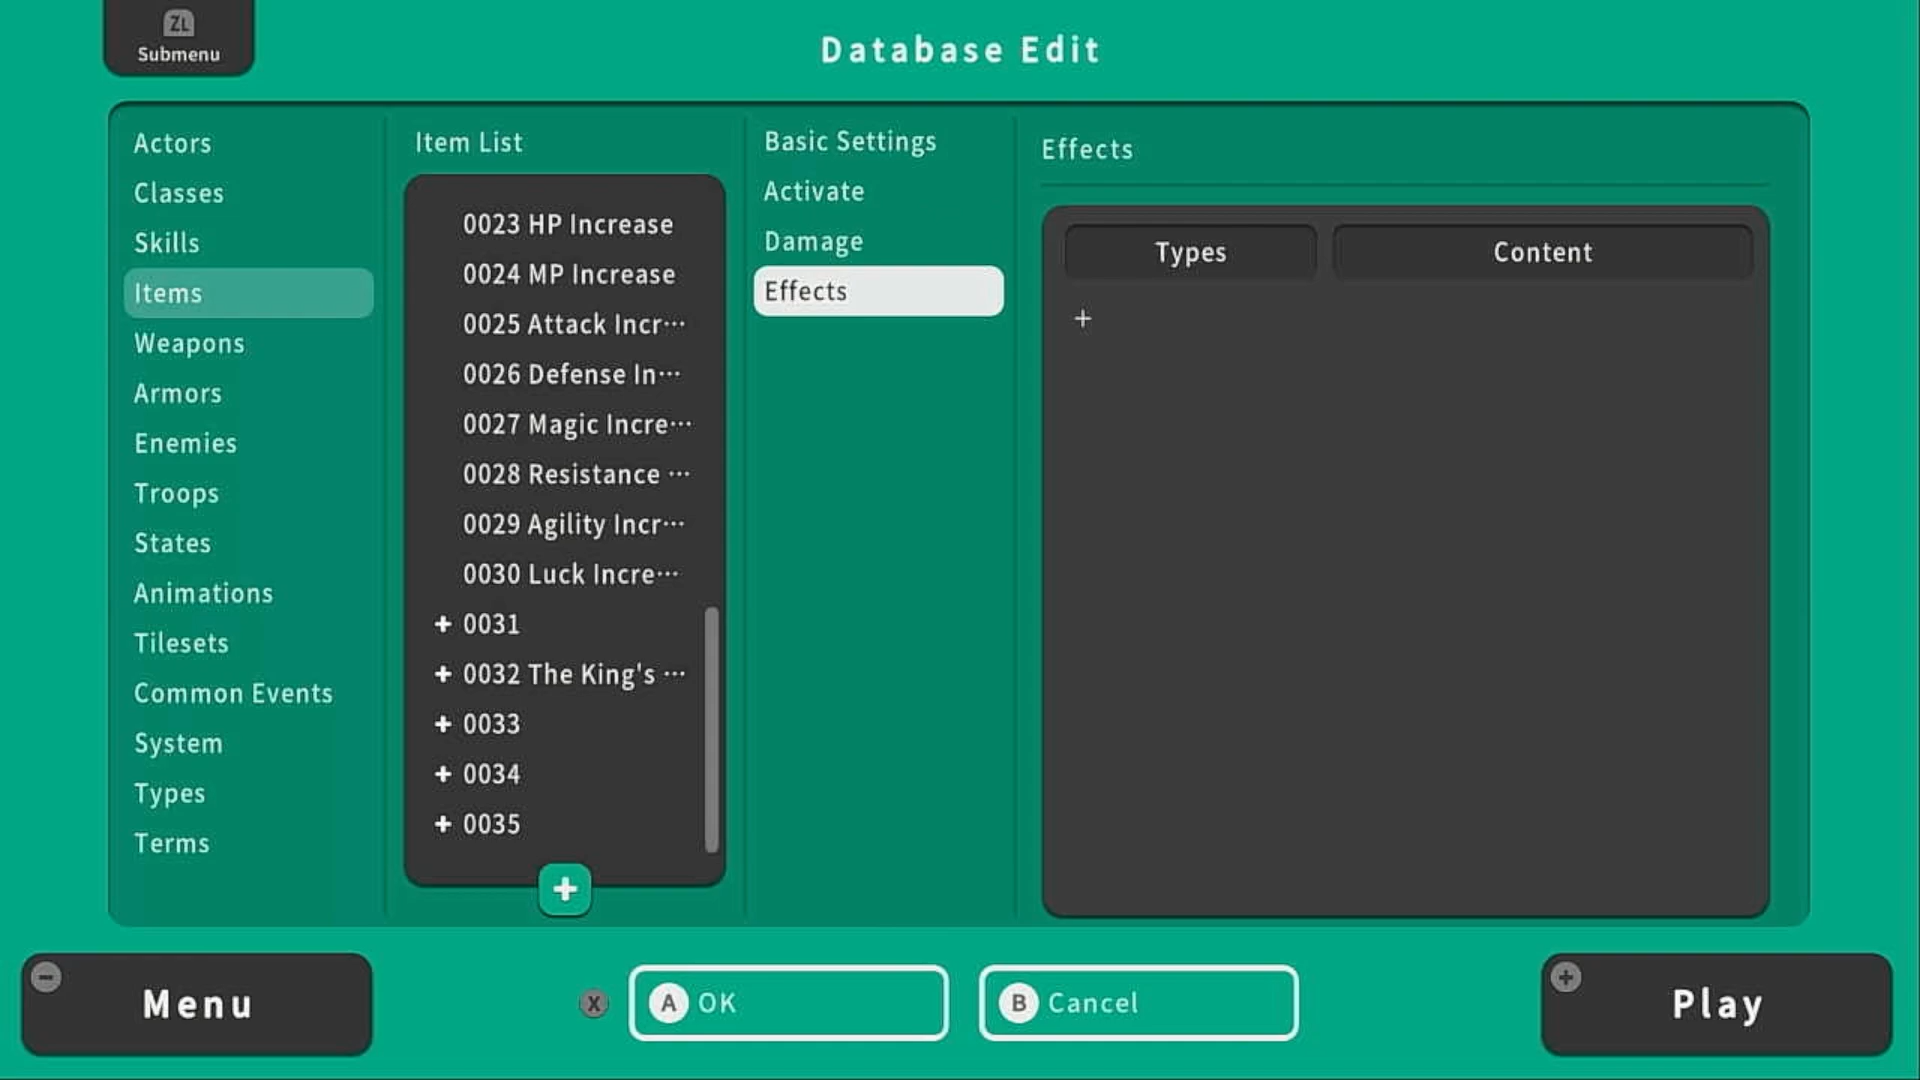 ZL
Submenu
Database Edit
Actors
Classes
Skills
Items
Weapons
Armors
Enemies
Troops
States
Animations
Tilesets
Common Events
System
Types
Terms
Item List
0023 HP Increase
0024 MP Increase
0025 Attack Incr···
0026 Defense In···
0027 Magic Incre···
0028 Resistance ···
0029 Agility Incr···
0030 Luck Incre···
+ 0031
+ 0032 The King's ···
+ 0033
+ 0034
+ 0035
+
Basic Settings
Activate
Damage
Effects
Effects
Types Content
+
Menu
X A OK
B Cancel
+ Play